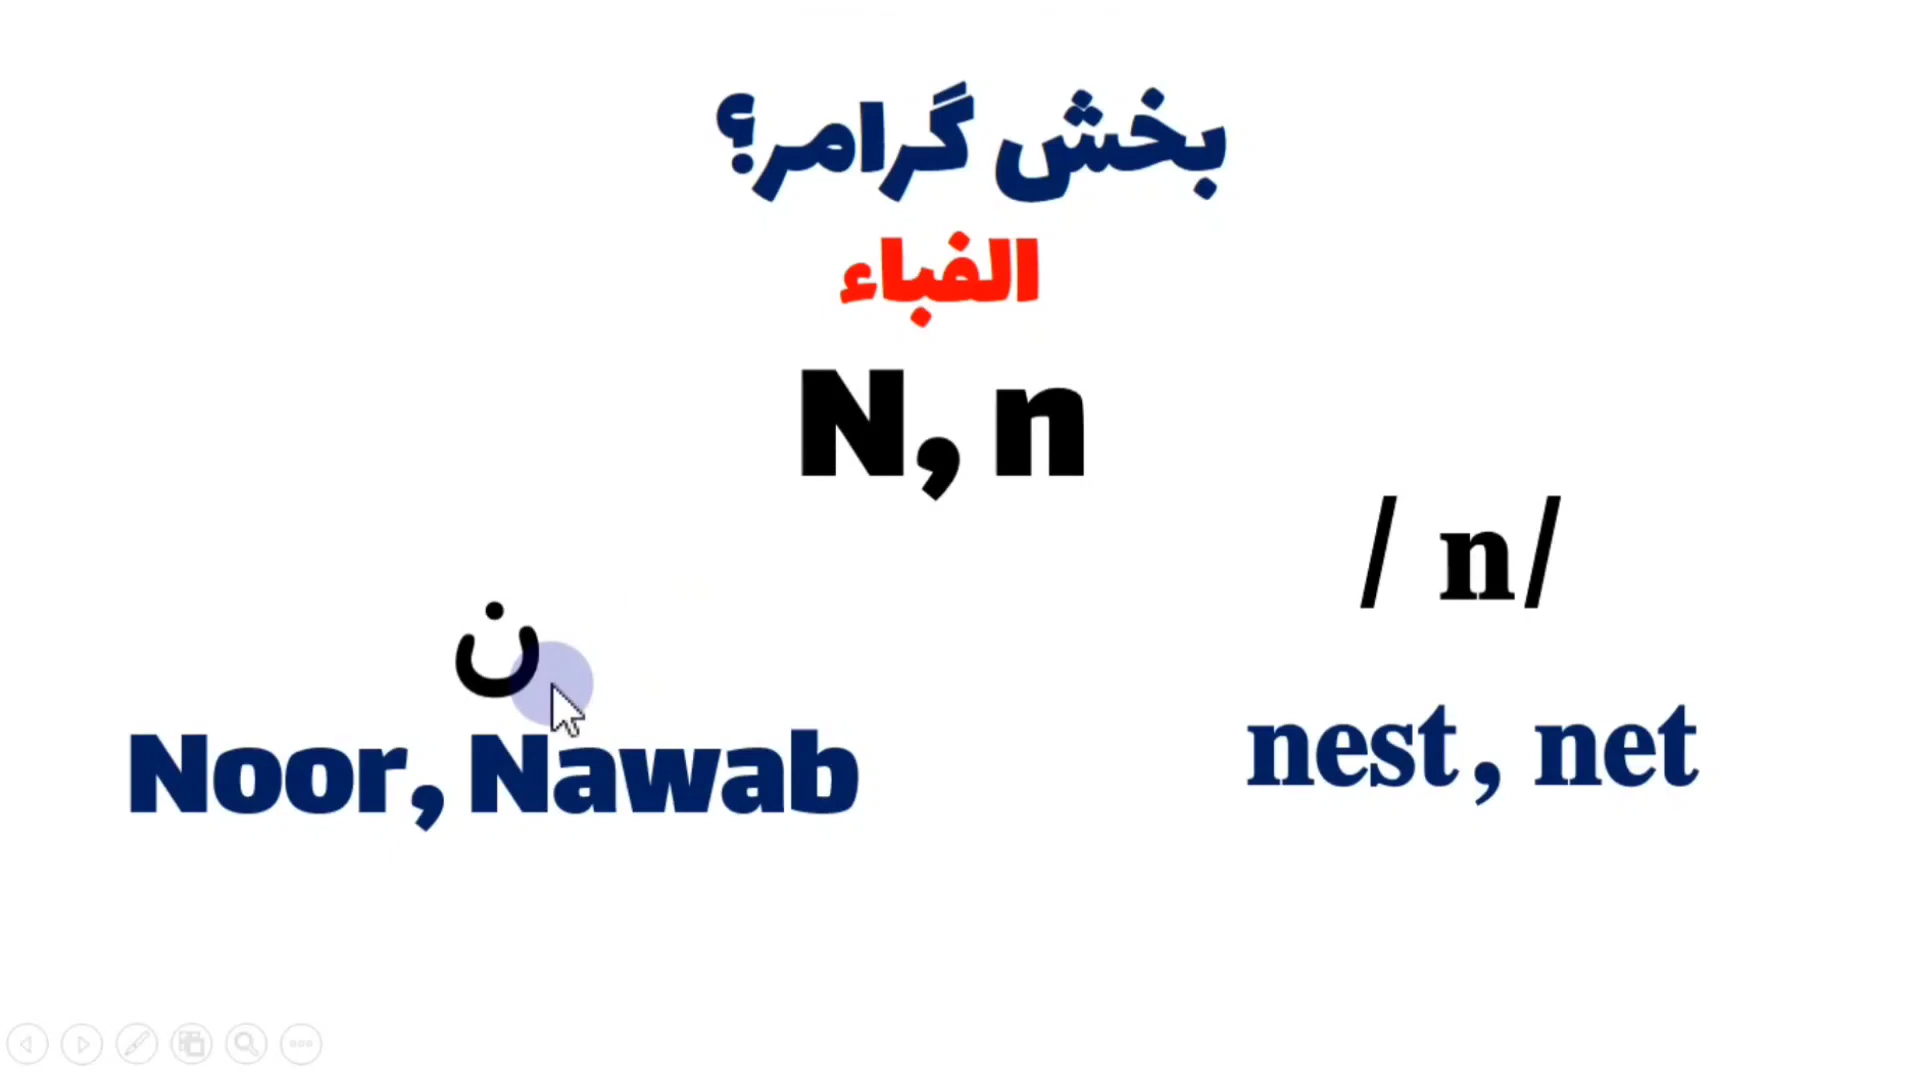 بخش گرامر؟
الفباء
N, n
/ n/
ن
Noor, Nawab
nest, net